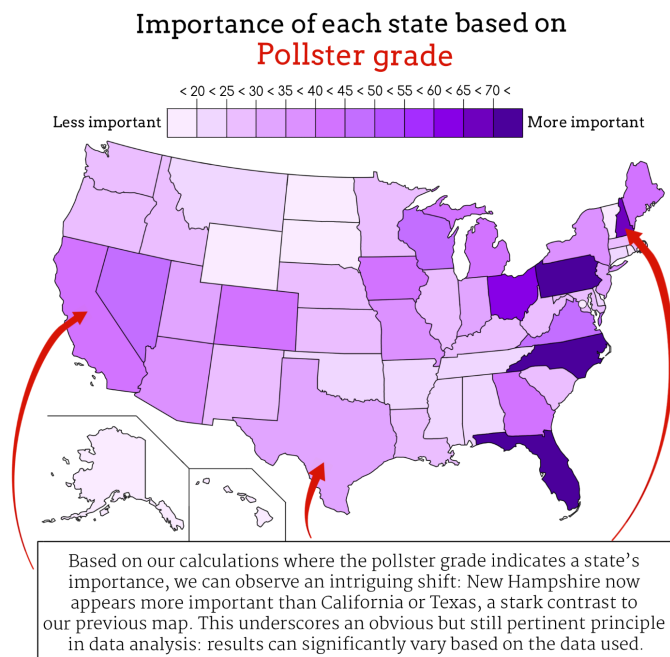 Importance of each state based on
Pollster grade
< 20 < 25 < 30 < 35 < 40 < 45 < 50 < 55 < 60 < 65 < 70 <
Less important More important
Based on our calculations where the pollster grade indicates a state’s
importance, we can observe an intriguing shift: New Hampshire now
appears more important than California or Texas, a stark contrast to
our previous map. This underscores an obvious but still pertinent principle
in data analysis: results can significantly vary based on the data used.